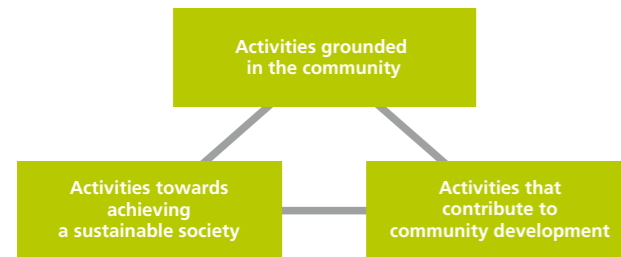 Activities grounded
in the community
Activities towards
achieving
a sustainable society
Activities that
contribute to
community development